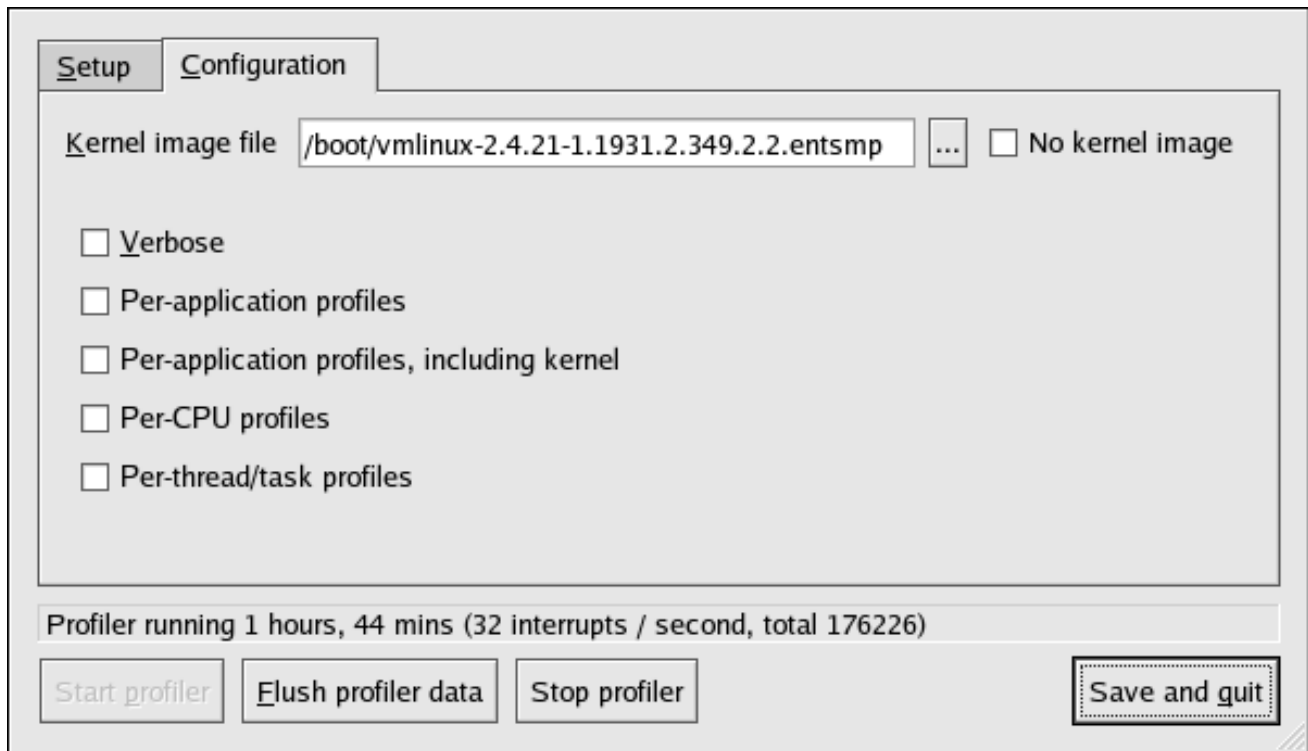 Setup
Configuration
Kernel image file /boot/vmlinux-2.4.21-1.1931.2.349.2.2.entsmp ... No kernel image
Verbose
Per-application profiles
Per-application profiles, including kernel
Per-CPU profiles
Per-thread/task profiles
Profiler running 1 hours, 44 mins (32 interrupts / second, total 176226)
Start profiler Flush profiler data Stop profiler Save and quit